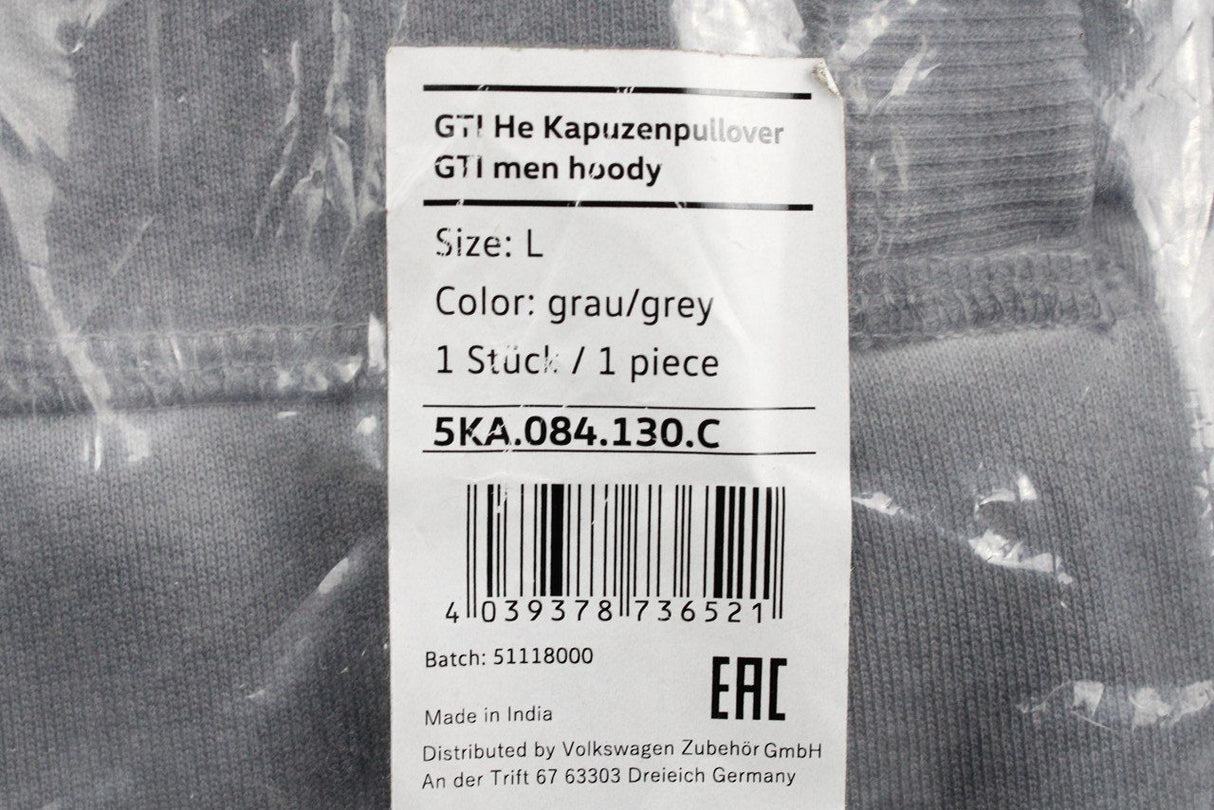 GTI He Kapuzenpullover
GTI men hoody
Size: L
Color: grau/grey
1 Stück / 1 piece
5KA.084.130.C
4 039378 736521
Batch: 51118000
EAC
Made in India
Distributed by Volkswagen Zubehör GmbH
An der Trift 67 63303 Dreieich Germany